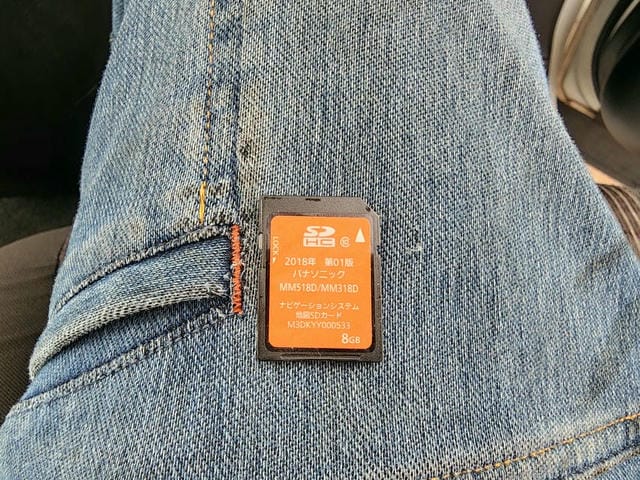 SD
HC ⑩
LOCK
2018年 第01版
パナソニック
MM518D/MM318D
ナビゲーションシステム
地図SDカード
M3DKYY000533
8GB